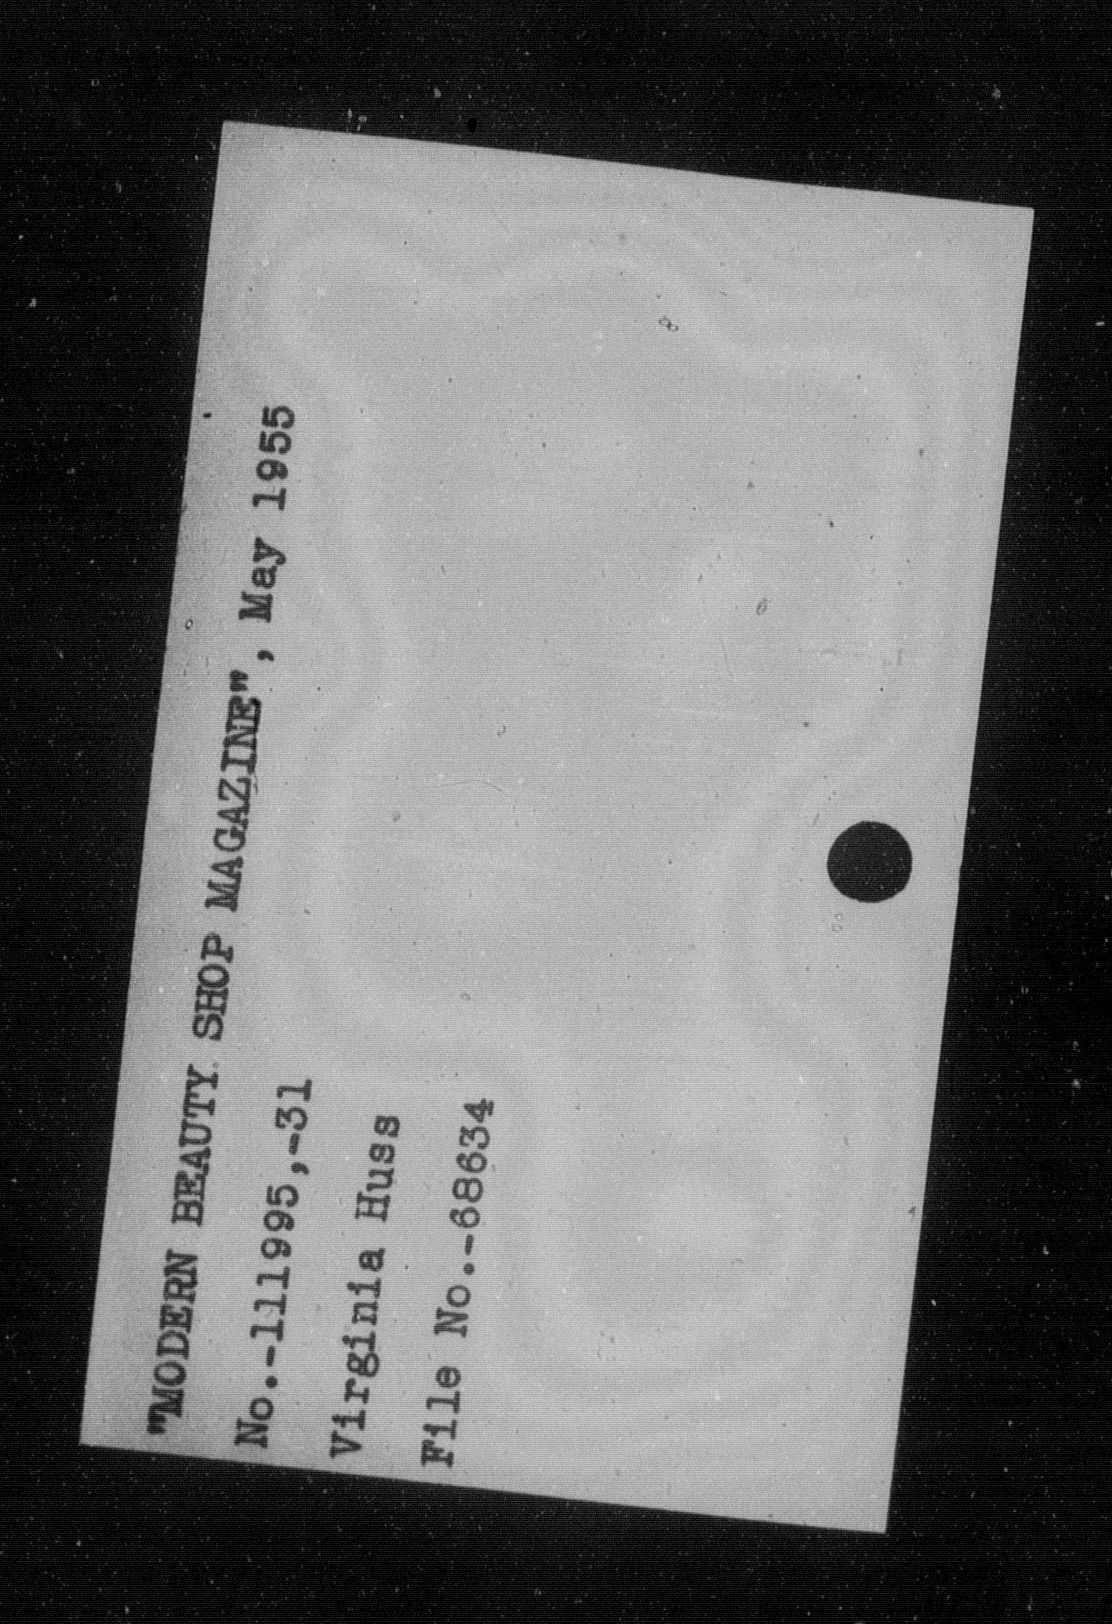 "MODERN BEAUTY SHOP MAGAZINE", May 1955
No.-111995,-31
Virginia Huss
File No.-68634